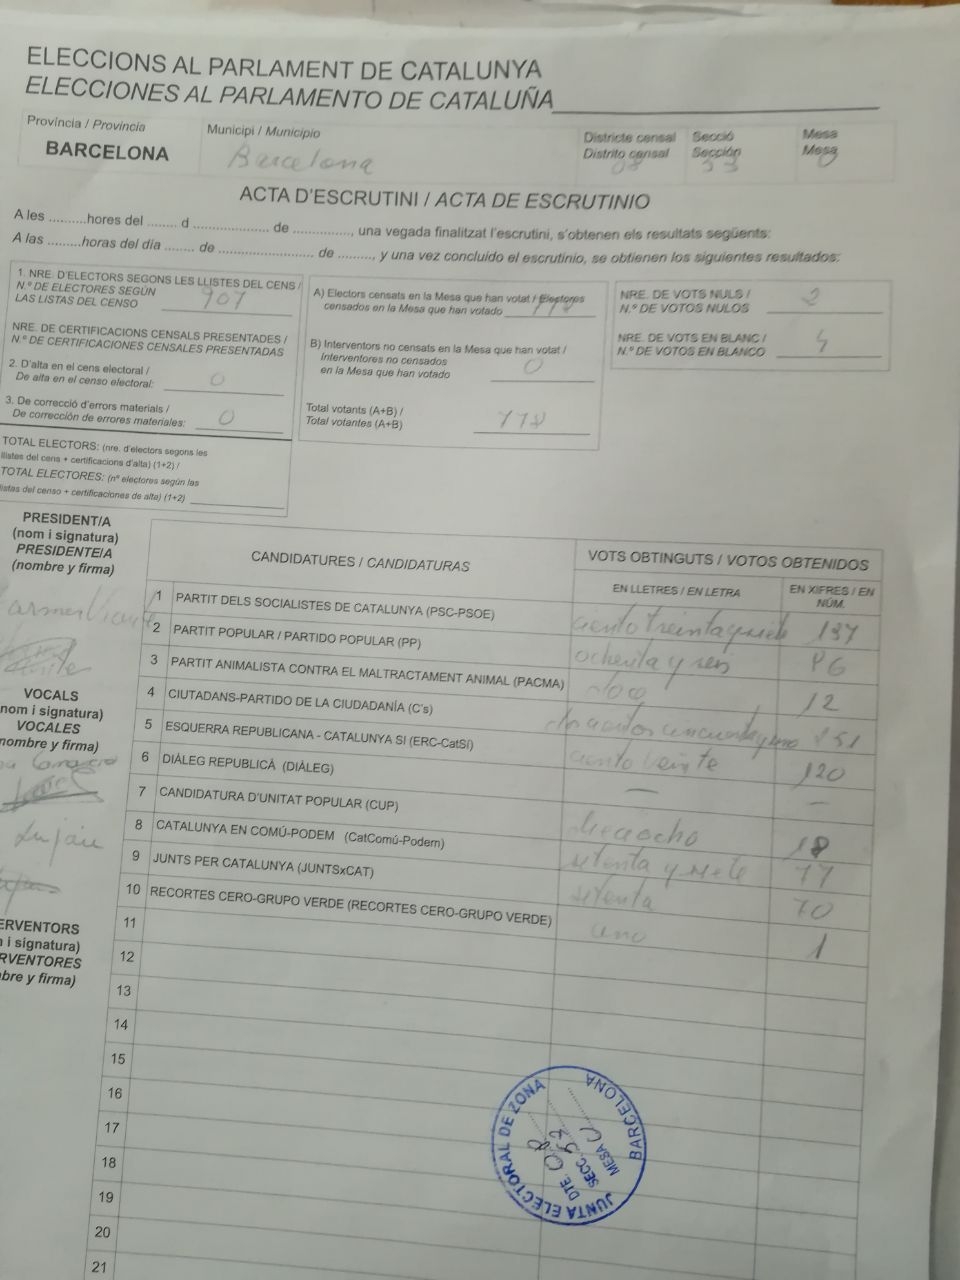 ELECCIONS AL PARLAMENT DE CATALUNYA
ELECCIONES AL PARLAMENTO DE CATALUÑA
Província / Provincia
BARCELONA
Municipi / Municipio
Barcelona
Districte censal
Distrito censal
08
Secció
Sección
53
Mesa
Mesa
U
ACTA D'ESCRUTINI / ACTA DE ESCRUTINIO
A les ..........hores del ........ d .................... de ..............., una vegada finalitzat l'escrutini, s'obtenen els resultats següents:
A las .........horas del día ........ de ......................... de .........., y una vez concluido el escrutinio, se obtienen los siguientes resultados:
1. NRE. D'ELECTORS SEGONS LES LLISTES DEL CENS /
N.º DE ELECTORES SEGÚN
LAS LISTAS DEL CENSO
907
NRE. DE CERTIFICACIONS CENSALS PRESENTADES /
N.º DE CERTIFICACIONES CENSALES PRESENTADAS
2. D'alta en el cens electoral /
De alta en el censo electoral:
0
3. De correcció d'errors materials /
De corrección de errores materiales:
0
TOTAL ELECTORS: (nre. d'electors segons les
llistes del cens + certificacions d'alta) (1+2) /
TOTAL ELECTORES: (nº electores según las
listas del censo + certificaciones de alta) (1+2)
A) Electors censats en la Mesa que han votat / Electores
censados en la Mesa que han votado
778
B) Interventors no censats en la Mesa que han votat /
Interventores no censados
en la Mesa que han votado
0
Total votants (A+B) /
Total votantes (A+B)
778
NRE. DE VOTS NULS /
N.º DE VOTOS NULOS
2
NRE. DE VOTS EN BLANC /
N.º DE VOTOS EN BLANCO
4
PRESIDENT/A
(nom i signatura)
PRESIDENTE/A
(nombre y firma)
VOCALS
nom i signatura)
VOCALES
nombre y firma)
Lujan
ERVENTORS
i signatura)
RVENTORES
bre y firma)
CANDIDATURES / CANDIDATURAS
VOTS OBTINGUTS / VOTOS OBTENIDOS
EN LLETRES / EN LETRA
EN XIFRES / EN NÚM.
1 PARTIT DELS SOCIALISTES DE CATALUNYA (PSC-PSOE) ciento treinta y siete 137
2 PARTIT POPULAR / PARTIDO POPULAR (PP) ochenta y seis 86
3 PARTIT ANIMALISTA CONTRA EL MALTRACTAMENT ANIMAL (PACMA) doce 12
4 CIUTADANS-PARTIDO DE LA CIUDADANÍA (C's) doscientos cincuenta y uno 251
5 ESQUERRA REPUBLICANA - CATALUNYA SI (ERC-CatSí) ciento veinte 120
6 DIÀLEG REPUBLICÀ (DIÀLEG) — —
7 CANDIDATURA D'UNITAT POPULAR (CUP) dieciocho 18
8 CATALUNYA EN COMÚ-PODEM (CatComú-Podem) setenta y siete 77
9 JUNTS PER CATALUNYA (JUNTSxCAT) setenta 70
10 RECORTES CERO-GRUPO VERDE (RECORTES CERO-GRUPO VERDE) uno 1
11
12
13
14
15
16
17
18
19
20
21
JUNTA ELECTORAL DE ZONA
BARCELONA
DTE. 08
SECC. 53
MESA U